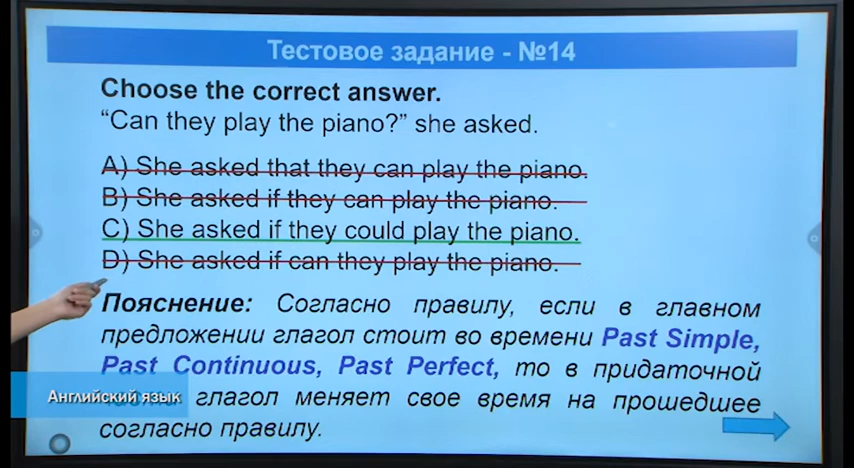 Тестовое задание - №14
Choose the correct answer.
“Can they play the piano?” she asked.
A) She asked that they can play the piano.
B) She asked if they can play the piano.
C) She asked if they could play the piano.
D) She asked if can they play the piano.
Пояснение: Согласно правилу, если в главном
предложении глагол стоит во времени Past Simple,
Past Continuous, Past Perfect, то в придаточной
глагол меняет свое время на прошедшее
согласно правилу.
Английский язык